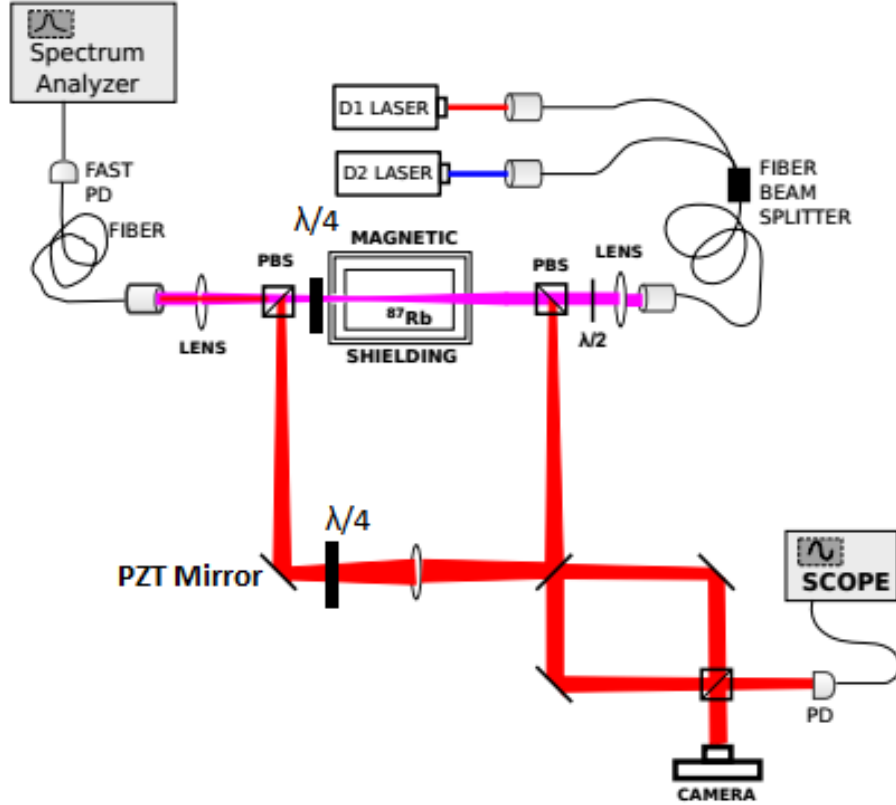 Spectrum
Analyzer
D1 LASER
D2 LASER
FAST
PD
FIBER
BEAM
SPLITTER
FIBER
λ/4
MAGNETIC
PBS
PBS
LENS
⁸⁷Rb
LENS
SHIELDING
λ/2
λ/4
PZT Mirror
SCOPE
PD
CAMERA